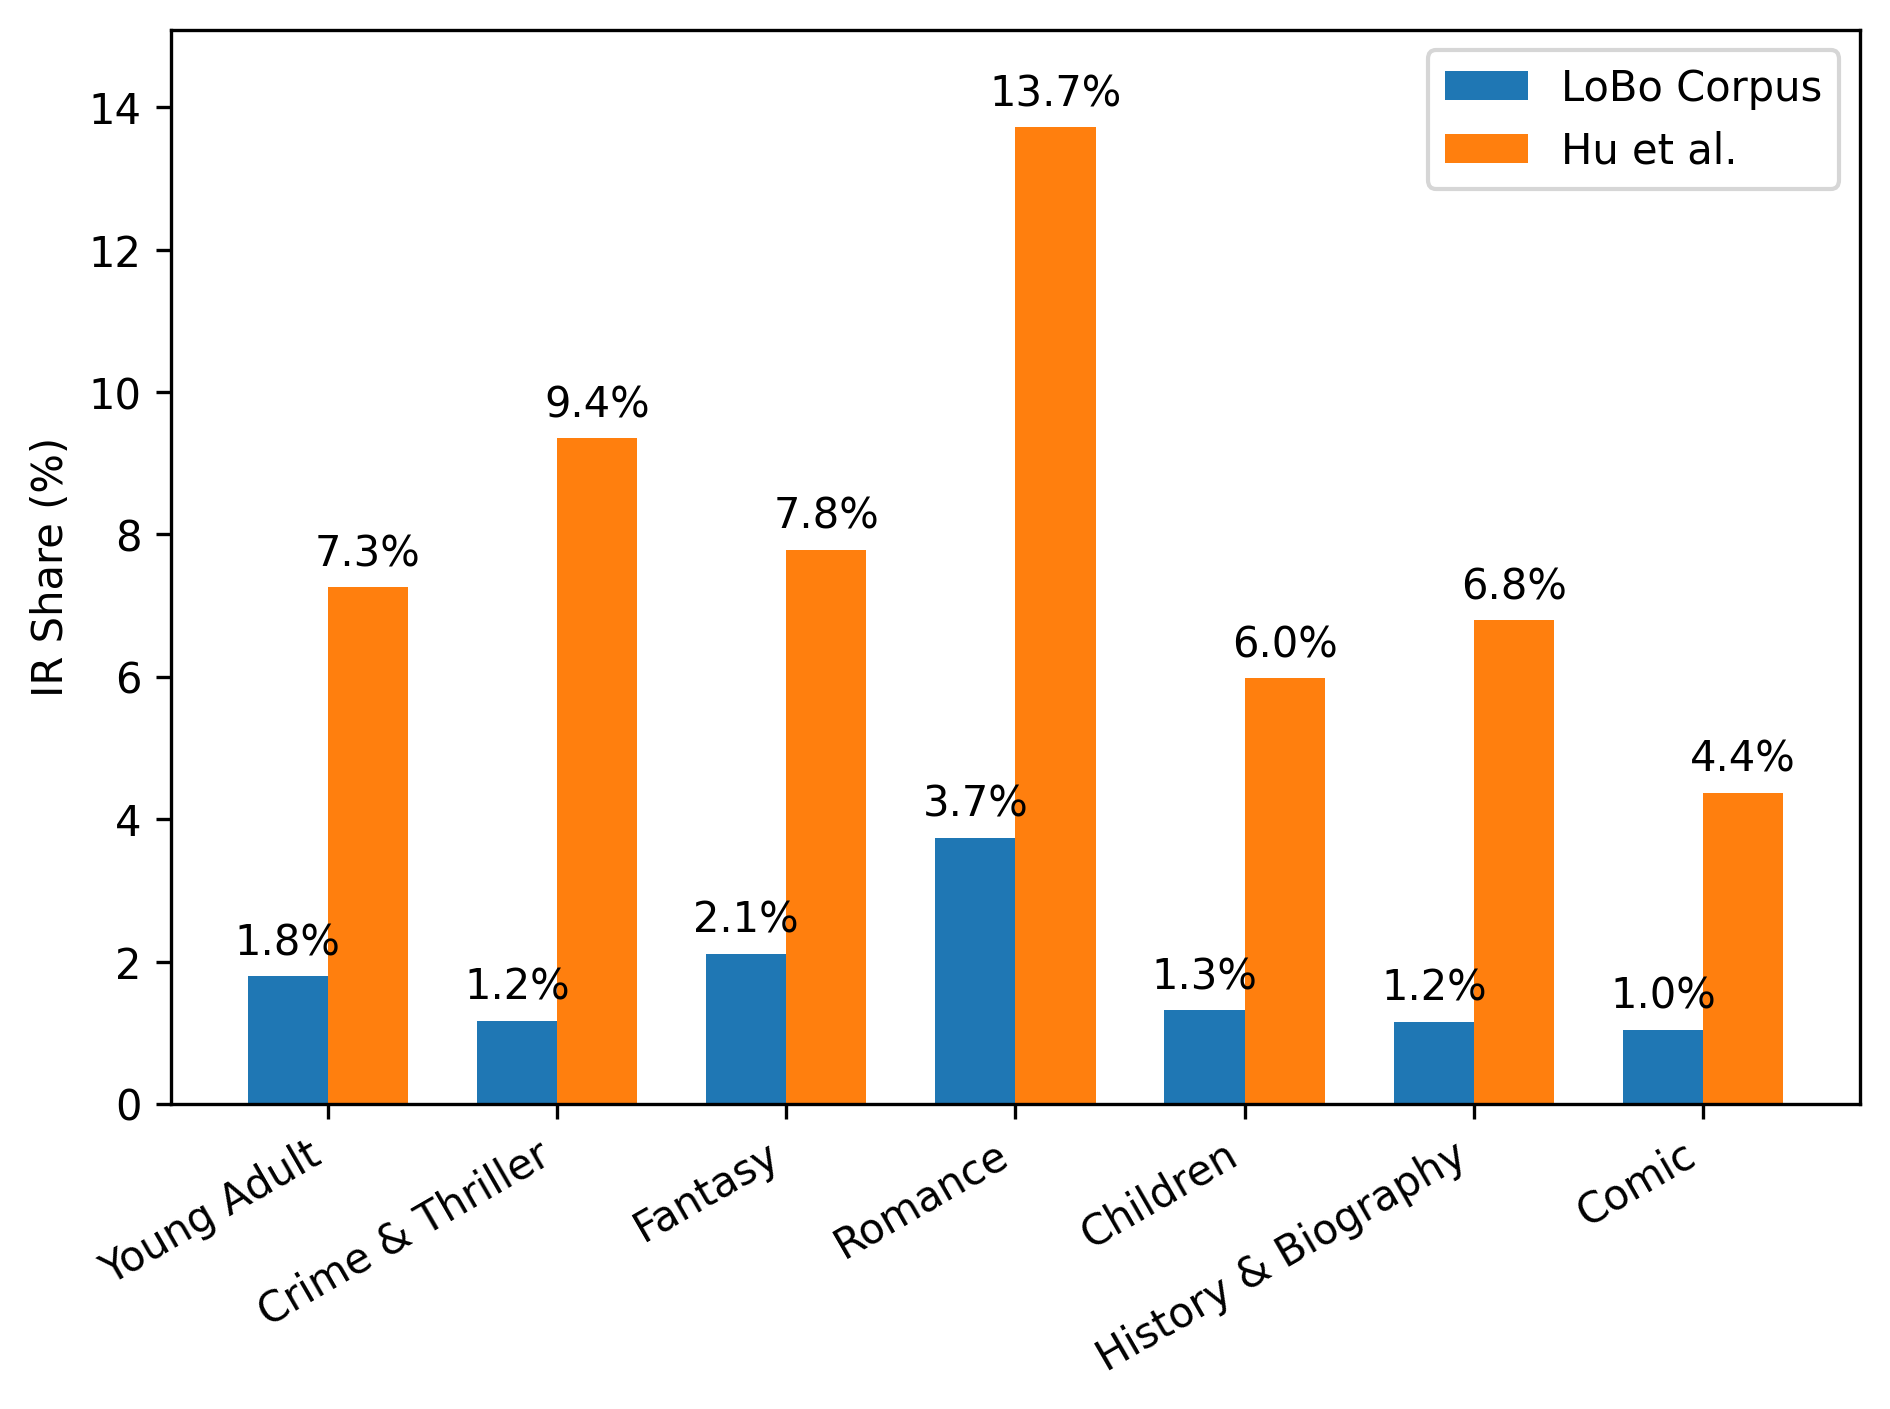 LoBo Corpus
Hu et al.
IR Share (%)
14
12
10
8
6
4
2
0
13.7%
9.4%
7.8%
7.3%
6.8%
6.0%
4.4%
3.7%
2.1%
1.8%
1.3%
1.2%
1.2%
1.0%
Young Adult
Crime & Thriller
Fantasy
Romance
Children
History & Biography
Comic